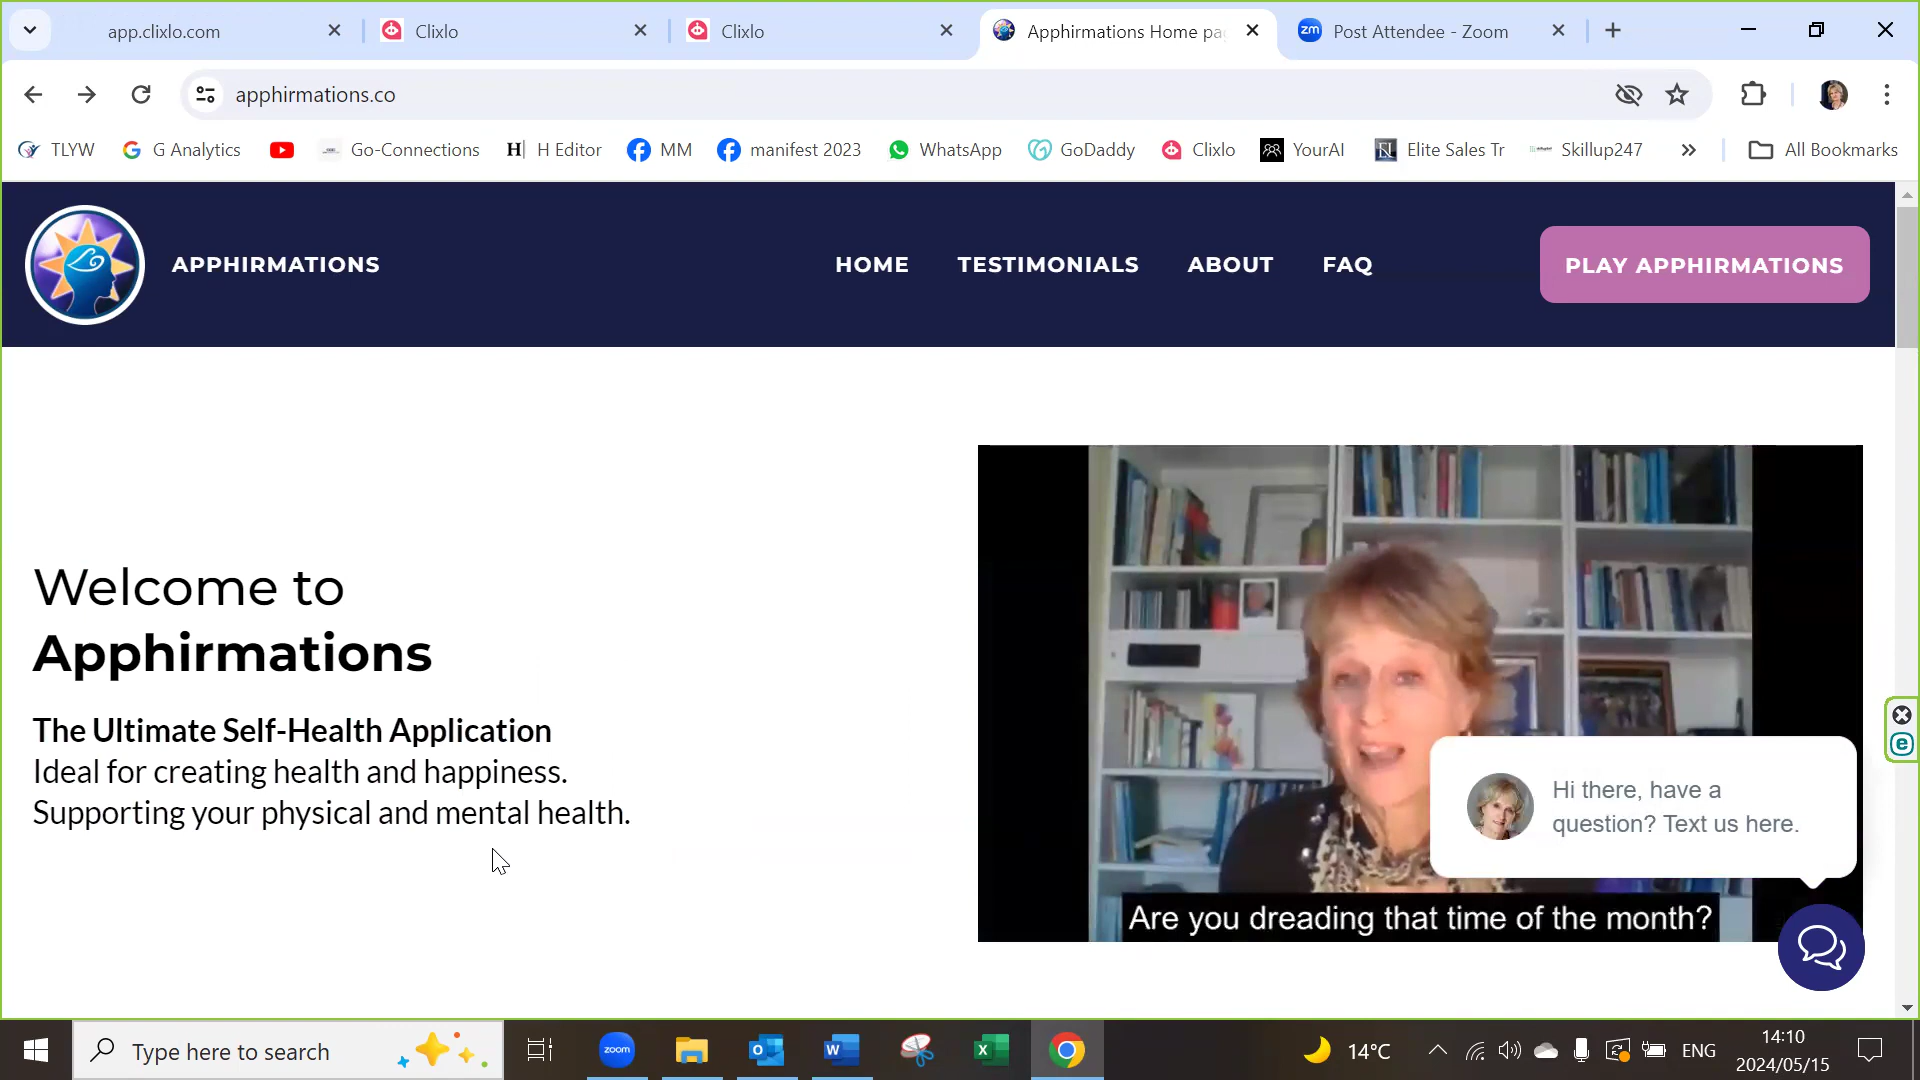 app.clixlo.com
Clixlo
Clixlo
Apphirmations Home pa
zm
Post Attendee - Zoom
apphirmations.co
TLYW
G Analytics
Go-Connections
H Editor
MM
manifest 2023
WhatsApp
GoDaddy
Clixlo
YourAI
Elite Sales Tr
Skillup247
All Bookmarks
APPHIRMATIONS
HOME
TESTIMONIALS
ABOUT
FAQ
PLAY APPHIRMATIONS
Welcome to
Apphirmations
The Ultimate Self-Health Application
Ideal for creating health and happiness.
Supporting your physical and mental health.
Hi there, have a
question? Text us here.
Are you dreading that time of the month?
Type here to search
zoom
14°C
ENG
14:10
2024/05/15